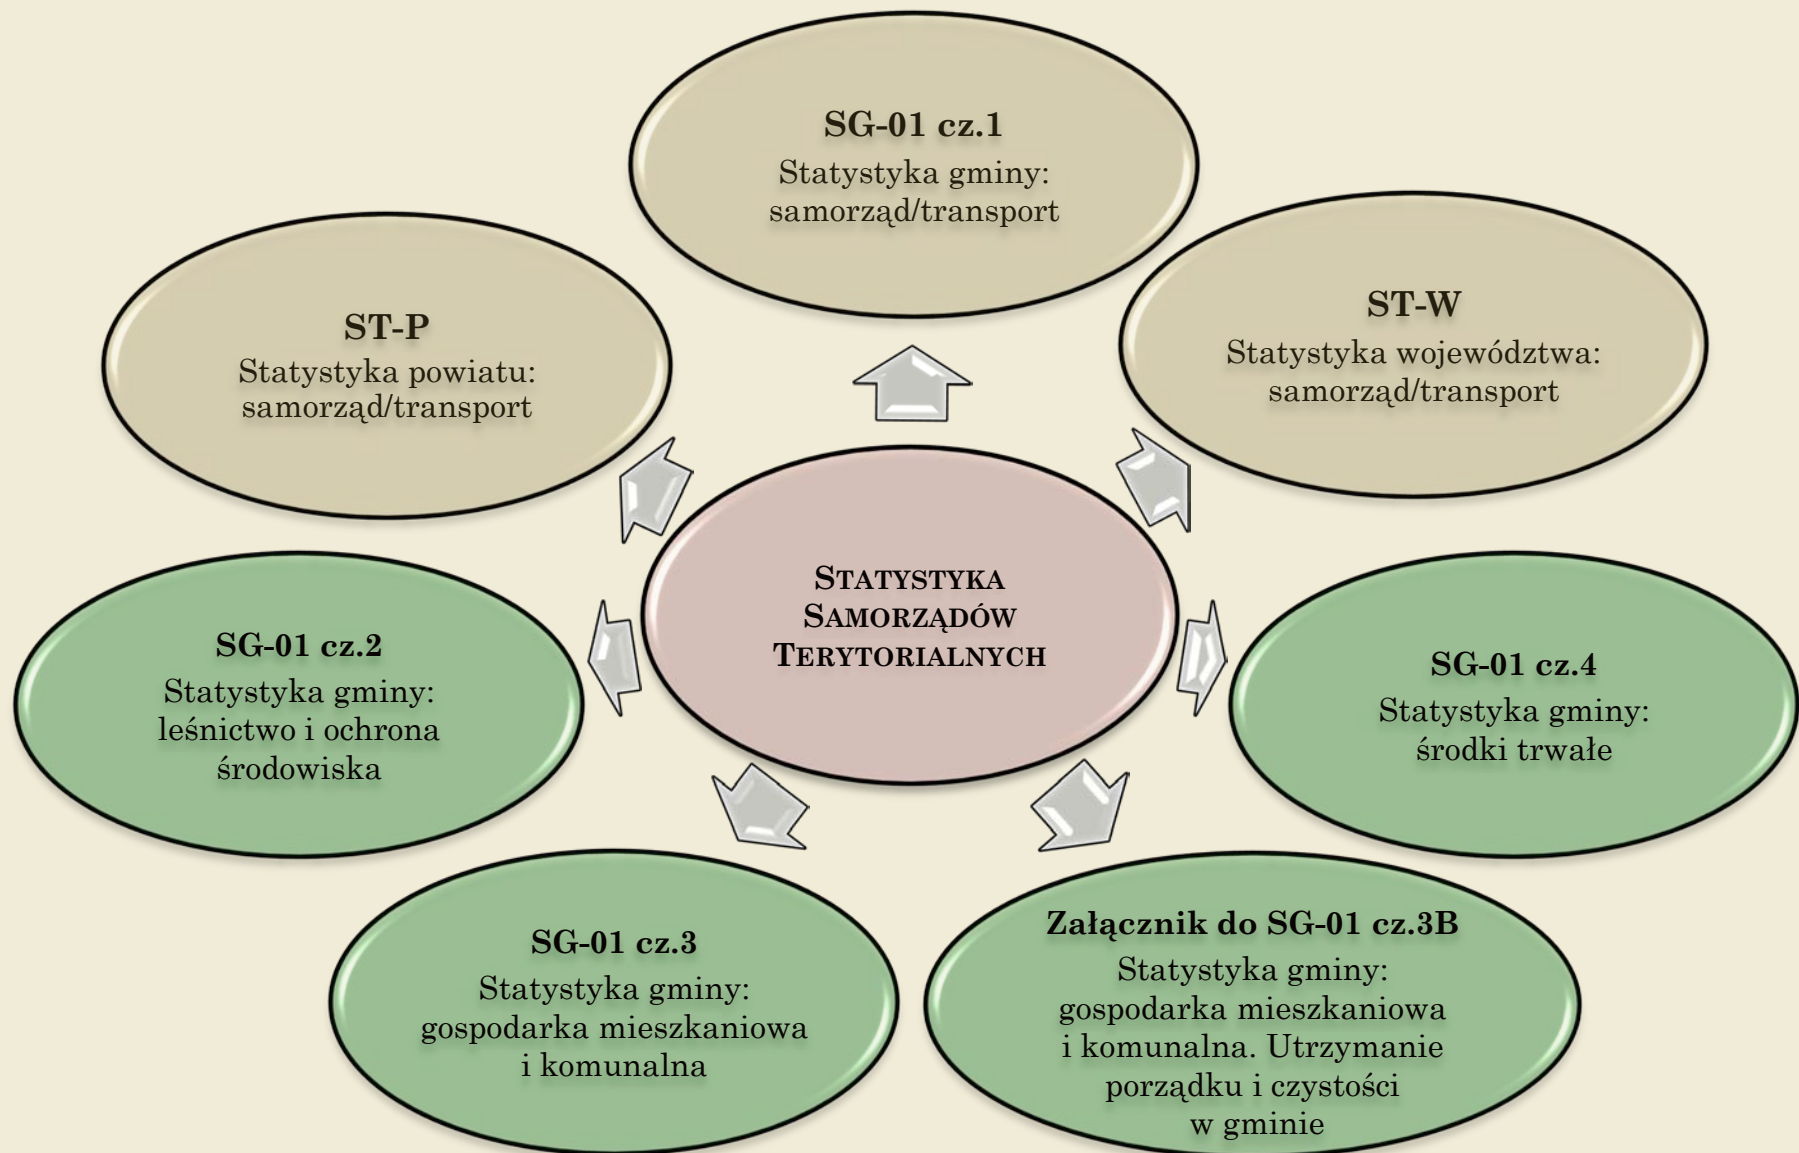 SG-01 cz.1
Statystyka gminy:
samorząd/transport
ST-P
Statystyka powiatu:
samorząd/transport
ST-W
Statystyka województwa:
samorząd/transport
STATYSTYKA
SAMORZĄDÓW
TERYTORIALNYCH
SG-01 cz.2
Statystyka gminy:
leśnictwo i ochrona
środowiska
SG-01 cz.4
Statystyka gminy:
środki trwałe
SG-01 cz.3
Statystyka gminy:
gospodarka mieszkaniowa
i komunalna
Załącznik do SG-01 cz.3B
Statystyka gminy:
gospodarka mieszkaniowa
i komunalna. Utrzymanie
porządku i czystości
w gminie